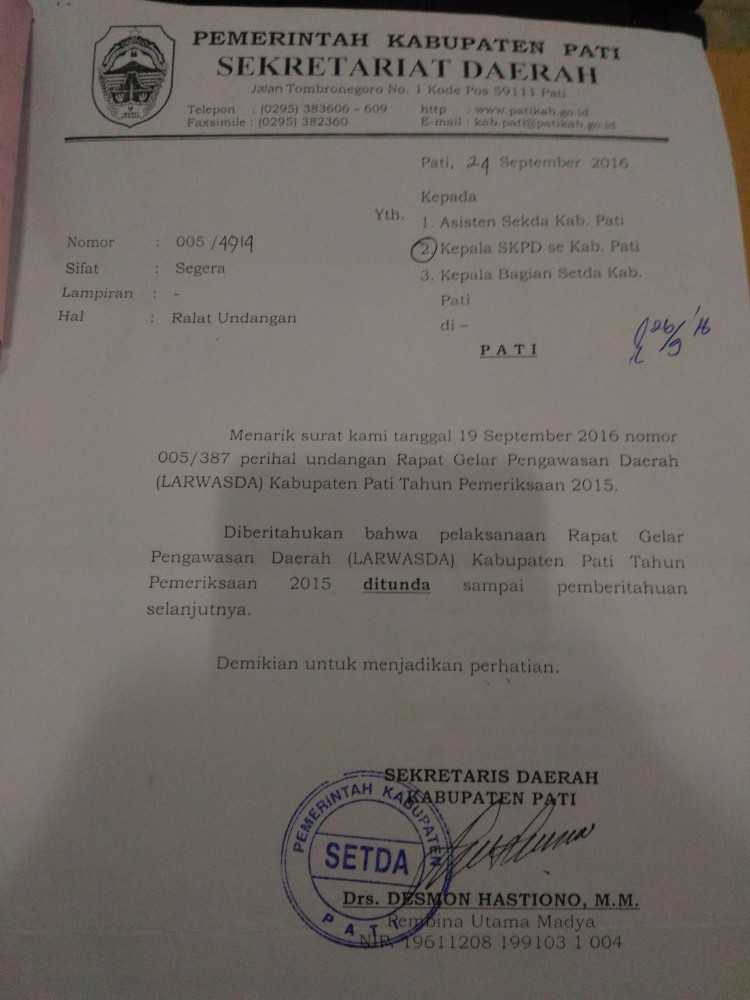 PEMERINTAH KABUPATEN PATI
SEKRETARIAT DAERAH
Jalan Tombronegoro No. 1 Kode Pos 59111 Pati
Telepon : (0295) 383606 – 609 http : www.patikab.go.id
Faxsimile : (0295) 382360 E-mail : kab.pati@patikab.go.id
Pati, 24 September 2016
Kepada
Yth. 1. Asisten Sekda Kab. Pati
2. Kepala SKPD se Kab. Pati
3. Kepala Bagian Setda Kab.
Pati
di –
PATI
Nomor : 005 /4914
Sifat : Segera
Lampiran : -
Hal : Ralat Undangan
26/9 '16
Menarik surat kami tanggal 19 September 2016 nomor
005/387 perihal undangan Rapat Gelar Pengawasan Daerah
(LARWASDA) Kabupaten Pati Tahun Pemeriksaan 2015.
Diberitahukan bahwa pelaksanaan Rapat Gelar
Pengawasan Daerah (LARWASDA) Kabupaten Pati Tahun
Pemeriksaan 2015 ditunda sampai pemberitahuan
selanjutnya.
Demikian untuk menjadikan perhatian.
SEKRETARIS DAERAH
KABUPATEN PATI
PEMERINTAH KABUPATEN
SETDA
PATI
Drs. DESMON HASTIONO, M.M.
Pembina Utama Madya
NIP. 19611208 199103 1 004